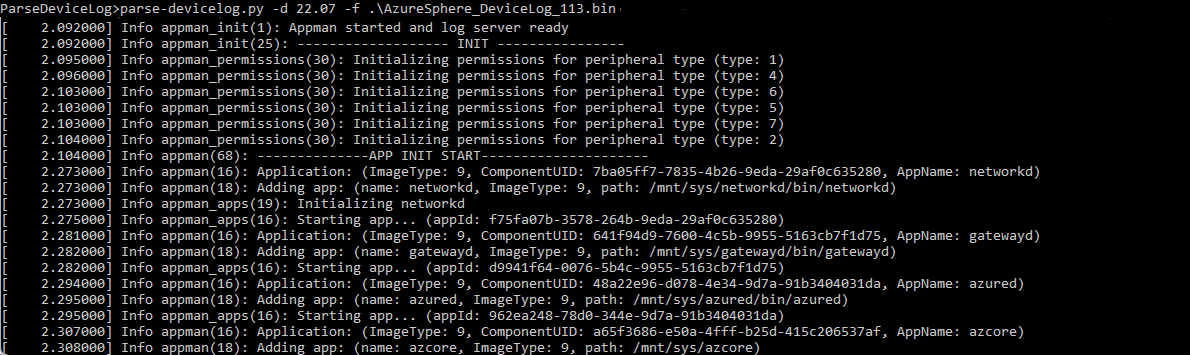 ParseDeviceLog>parse-devicelog.py -d 22.07 -f .\AzureSphere_DeviceLog_113.bin
[    2.092000] Info appman_init(1): Appman started and log server ready
[    2.092000] Info appman_init(25): ------------------- INIT ----------------
[    2.095000] Info appman_permissions(30): Initializing permissions for peripheral type (type: 1)
[    2.096000] Info appman_permissions(30): Initializing permissions for peripheral type (type: 4)
[    2.103000] Info appman_permissions(30): Initializing permissions for peripheral type (type: 6)
[    2.103000] Info appman_permissions(30): Initializing permissions for peripheral type (type: 5)
[    2.103000] Info appman_permissions(30): Initializing permissions for peripheral type (type: 7)
[    2.104000] Info appman_permissions(30): Initializing permissions for peripheral type (type: 2)
[    2.104000] Info appman(68): --------------APP INIT START---------------------
[    2.273000] Info appman(16): Application: (ImageType: 9, ComponentUID: 7ba05ff7-7835-4b26-9eda-29af0c635280, AppName: networkd)
[    2.273000] Info appman(18): Adding app: (name: networkd, ImageType: 9, path: /mnt/sys/networkd/bin/networkd)
[    2.273000] Info appman_apps(19): Initializing networkd
[    2.275000] Info appman_apps(16): Starting app... (appId: f75fa07b-3578-264b-9eda-29af0c635280)
[    2.281000] Info appman(16): Application: (ImageType: 9, ComponentUID: 641f94d9-7600-4c5b-9955-5163cb7f1d75, AppName: gatewayd)
[    2.282000] Info appman(18): Adding app: (name: gatewayd, ImageType: 9, path: /mnt/sys/gatewayd/bin/gatewayd)
[    2.282000] Info appman_apps(16): Starting app... (appId: d9941f64-0076-5b4c-9955-5163cb7f1d75)
[    2.294000] Info appman(16): Application: (ImageType: 9, ComponentUID: 48a22e96-d078-4e34-9d7a-91b3404031da, AppName: azured)
[    2.295000] Info appman(18): Adding app: (name: azured, ImageType: 9, path: /mnt/sys/azured/bin/azured)
[    2.295000] Info appman_apps(16): Starting app... (appId: 962ea248-78d0-344e-9d7a-91b3404031da)
[    2.307000] Info appman(16): Application: (ImageType: 9, ComponentUID: a65f3686-e50a-4fff-b25d-415c206537af, AppName: azcore)
[    2.308000] Info appman(18): Adding app: (name: azcore, ImageType: 9, path: /mnt/sys/azcore)